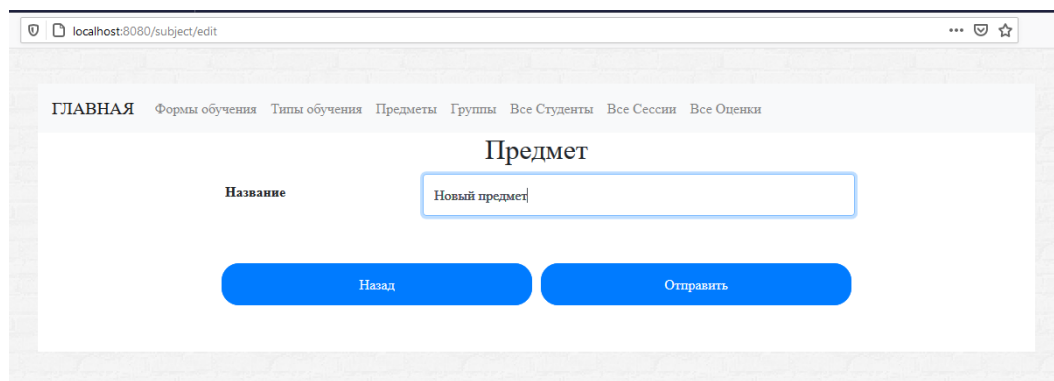 localhost:8080/subject/edit
ГЛАВНАЯ Формы обучения Типы обучения Предметы Группы Все Студенты Все Сессии Все Оценки
Предмет
Название Новый предмет
Назад Отправить